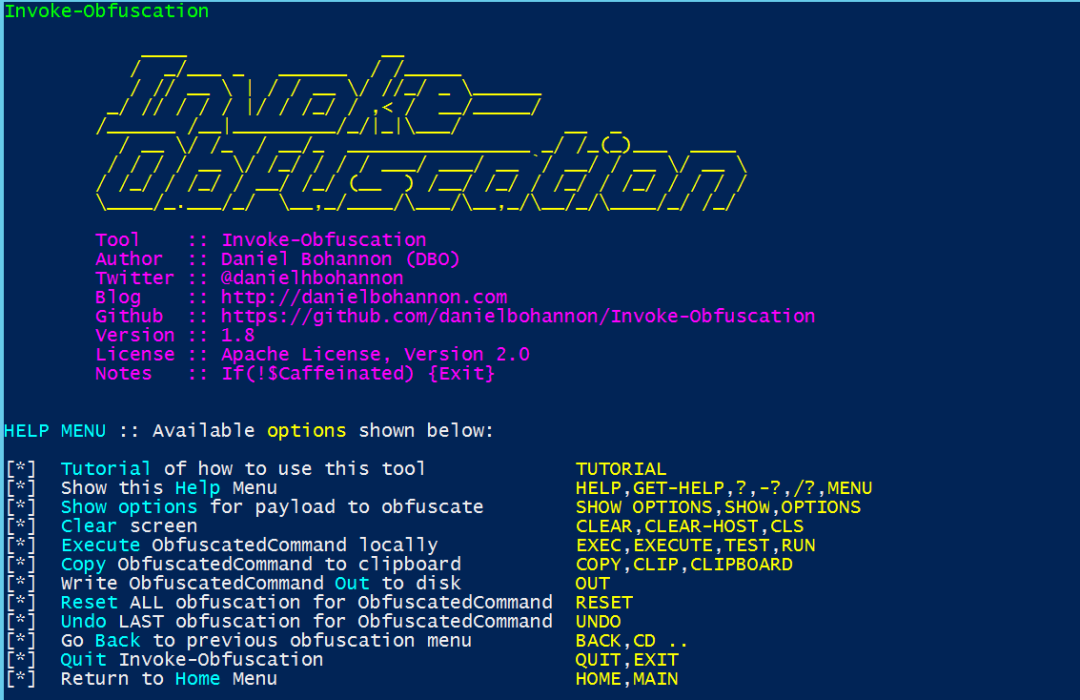 Invoke-Obfuscation
Invoke-
Obfuscation
Tool :: Invoke-Obfuscation
Author :: Daniel Bohannon (DBO)
Twitter :: @danielhbohannon
Blog :: http://danielbohannon.com
Github :: https://github.com/danielbohannon/Invoke-Obfuscation
Version :: 1.8
License :: Apache License, Version 2.0
Notes :: If(!$Caffeinated) {Exit}
HELP MENU :: Available options shown below:
[*] Tutorial of how to use this tool TUTORIAL
[*] Show this Help Menu HELP,GET-HELP,?,-?,/?,MENU
[*] Show options for payload to obfuscate SHOW OPTIONS,SHOW,OPTIONS
[*] Clear screen CLEAR,CLEAR-HOST,CLS
[*] Execute ObfuscatedCommand locally EXEC,EXECUTE,TEST,RUN
[*] Copy ObfuscatedCommand to clipboard COPY,CLIP,CLIPBOARD
[*] Write ObfuscatedCommand Out to disk OUT
[*] Reset ALL obfuscation for ObfuscatedCommand RESET
[*] Undo LAST obfuscation for ObfuscatedCommand UNDO
[*] Go Back to previous obfuscation menu BACK,CD ..
[*] Quit Invoke-Obfuscation QUIT,EXIT
[*] Return to Home Menu HOME,MAIN